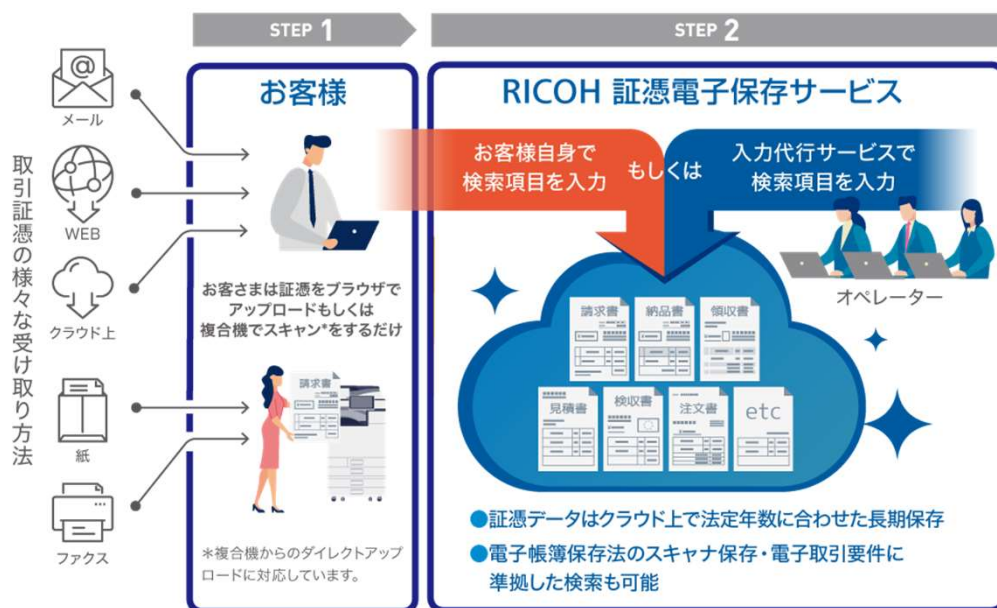 STEP 1
STEP 2
取引証憑の様々な受け取り方法
メール
WEB
クラウド上
紙
ファクス
お客様
お客さまは証憑をブラウザで
アップロードもしくは
複合機でスキャン*をするだけ
請求書
*複合機からのダイレクトアップ
ロードに対応しています。
RICOH 証憑電子保存サービス
お客様自身で
検索項目を入力
もしくは
入力代行サービスで
検索項目を入力
オペレーター
請求書
納品書
領収書
見積書
検収書
注文書
etc
●証憑データはクラウド上で法定年数に合わせた長期保存
●電子帳簿保存法のスキャナ保存・電子取引要件に
準拠した検索も可能